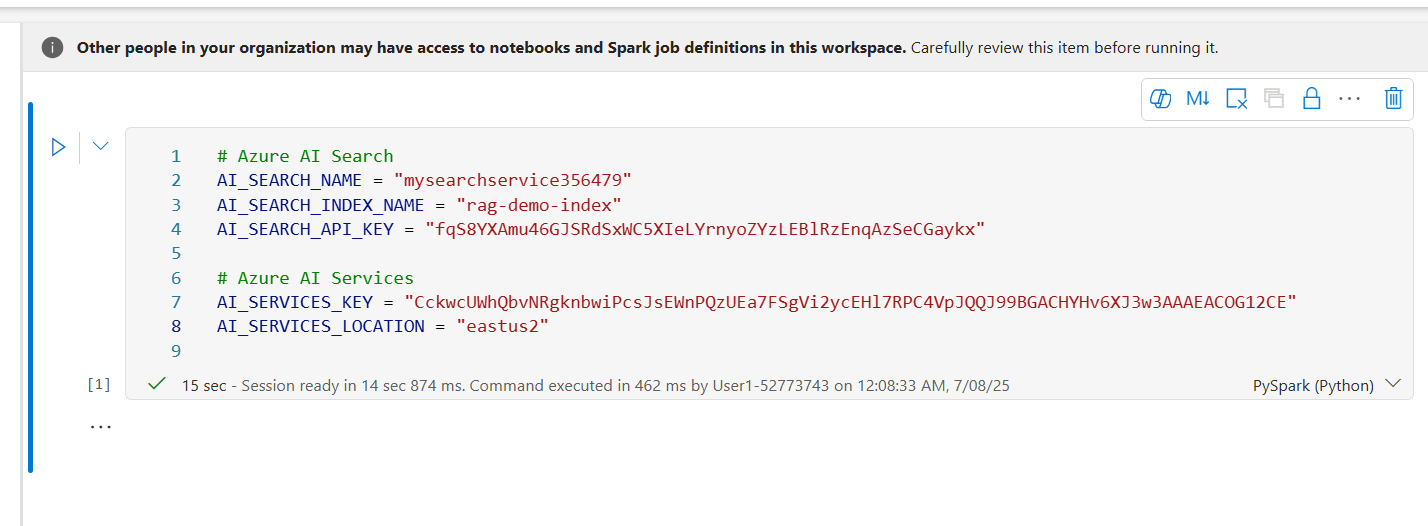 Other people in your organization may have access to notebooks and Spark job definitions in this workspace. Carefully review this item before running it.
M↓
1 # Azure AI Search
2 AI_SEARCH_NAME = "mysearchservice356479"
3 AI_SEARCH_INDEX_NAME = "rag-demo-index"
4 AI_SEARCH_API_KEY = "fqS8YXAmu46GJSRdSxWC5XIeLYrnyoZYzLEBlRzEnqAzSeCGaykx"
5
6 # Azure AI Services
7 AI_SERVICES_KEY = "CckwcUWhQbvNRgknbwiPcsJsEWnPQzUEa7FSgVi2ycEHl7RPC4VpJQQJ99BGACHYHv6XJ3w3AAAEACOG12CE"
8 AI_SERVICES_LOCATION = "eastus2"
9
[1] 15 sec - Session ready in 14 sec 874 ms. Command executed in 462 ms by User1-52773743 on 12:08:33 AM, 7/08/25 PySpark (Python)